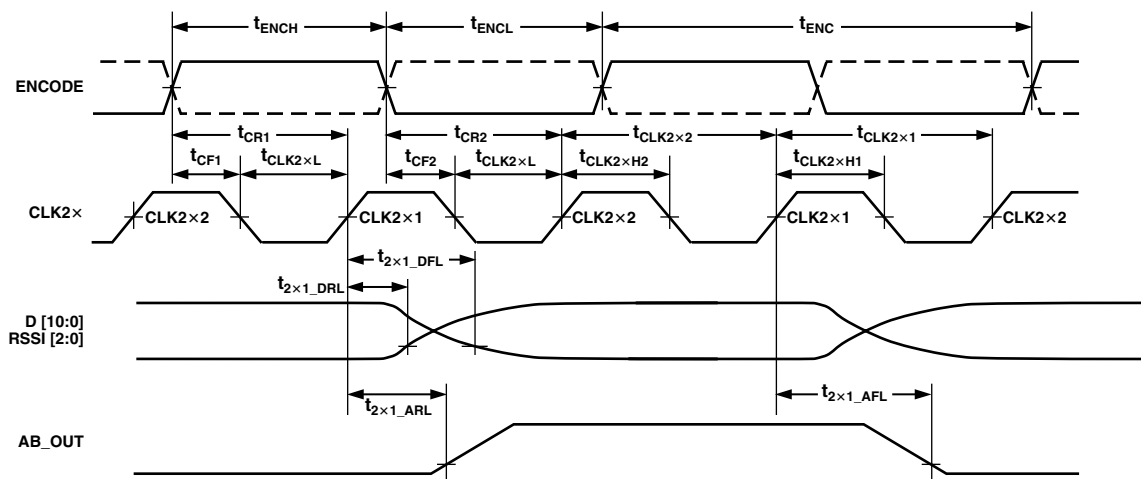 tENCH tENCL tENC
ENCODE
tCR1 tCR2 tCLK2×2 tCLK2×1
tCF1 tCLK2×L tCF2 tCLK2×L tCLK2×H2 tCLK2×H1
CLK2× CLK2×2 CLK2×1 CLK2×2 CLK2×1 CLK2×2
t2×1_DFL
t2×1_DRL
D [10:0]
RSSI [2:0]
t2×1_ARL t2×1_AFL
AB_OUT